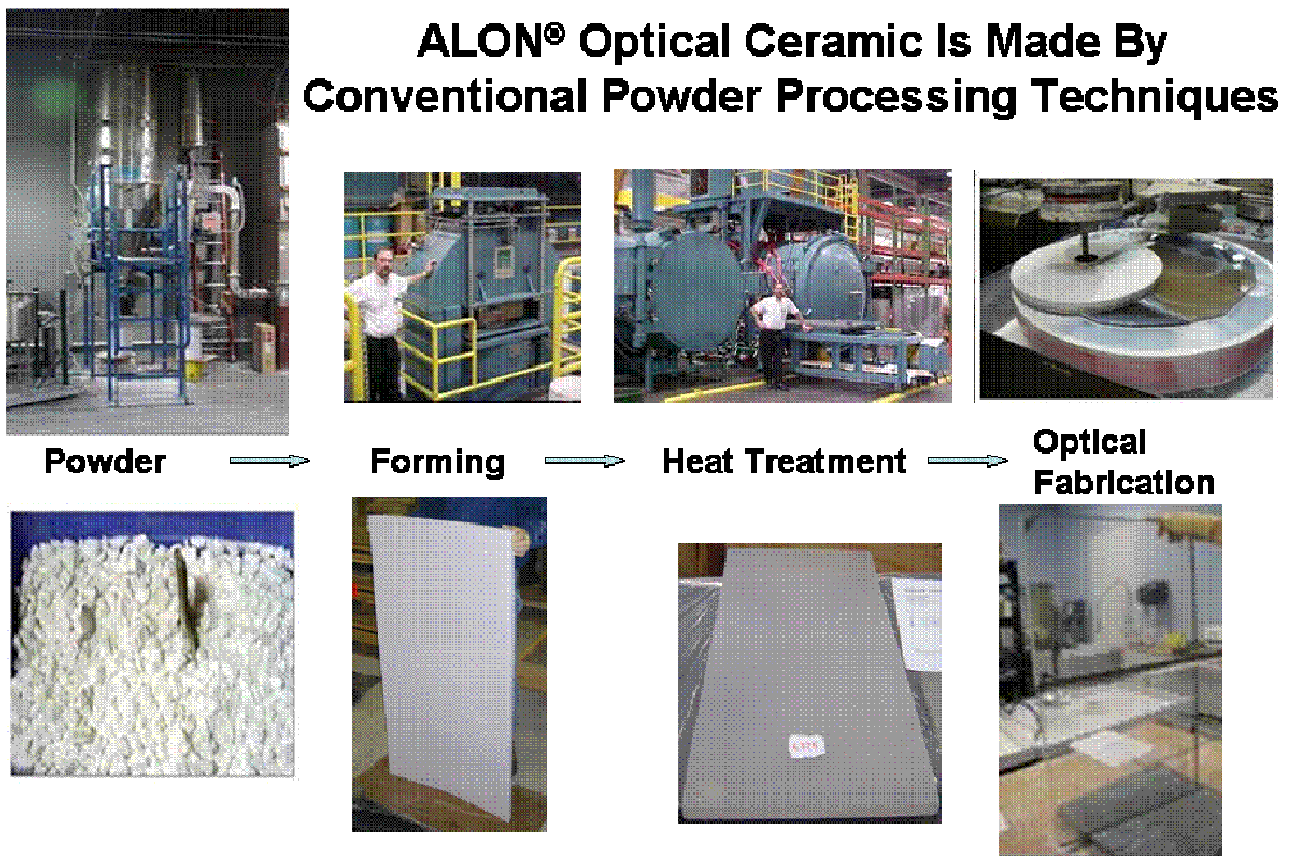 ALON® Optical Ceramic Is Made By
Conventional Powder Processing Techniques
Powder
Forming
Heat Treatment
Optical
Fabrication